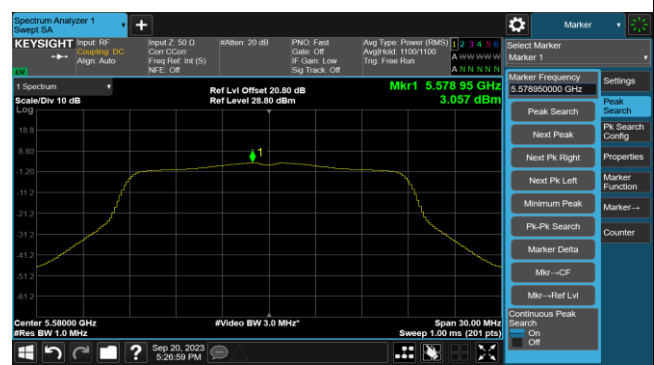 Spectrum Analyzer 1
Swept SA
+
Marker
KEYSIGHT
Input: RF
Coupling: DC
Align: Auto
Input Z: 50 Ω
Corr CCorr
Freq Ref: Int (S)
NFE: Off
#Atten: 20 dB
PNO: Fast
Gate: Off
IF Gain: Low
Sig Track: Off
Avg Type: Power (RMS)
Avg|Hold: 1100/1100
Trig: Free Run
1 2 3 4 5 6
A W W W W W
A N N N N N
Select Marker
Marker 1
1 Spectrum
Scale/Div 10 dB
Log
Ref Lvl Offset 20.80 dB
Ref Level 28.80 dBm
Mkr1 5.578 95 GHz
3.057 dBm
18.8
8.80
-1.20
-11.2
-21.2
-31.2
-41.2
-51.2
-61.2
1
Center 5.58000 GHz
#Res BW 1.0 MHz
#Video BW 3.0 MHz*
Span 30.00 MHz
Sweep 1.00 ms (201 pts)
Marker Frequency
5.578950000 GHz
Peak Search
Next Peak
Next Pk Right
Next Pk Left
Minimum Peak
Pk-Pk Search
Marker Delta
Mkr→CF
Mkr→Ref Lvl
Continuous Peak
Search
On
Off
Settings
Peak
Search
Pk Search
Config
Properties
Marker
Function
Marker→
Counter
?
Sep 20, 2023
5:26:59 PM